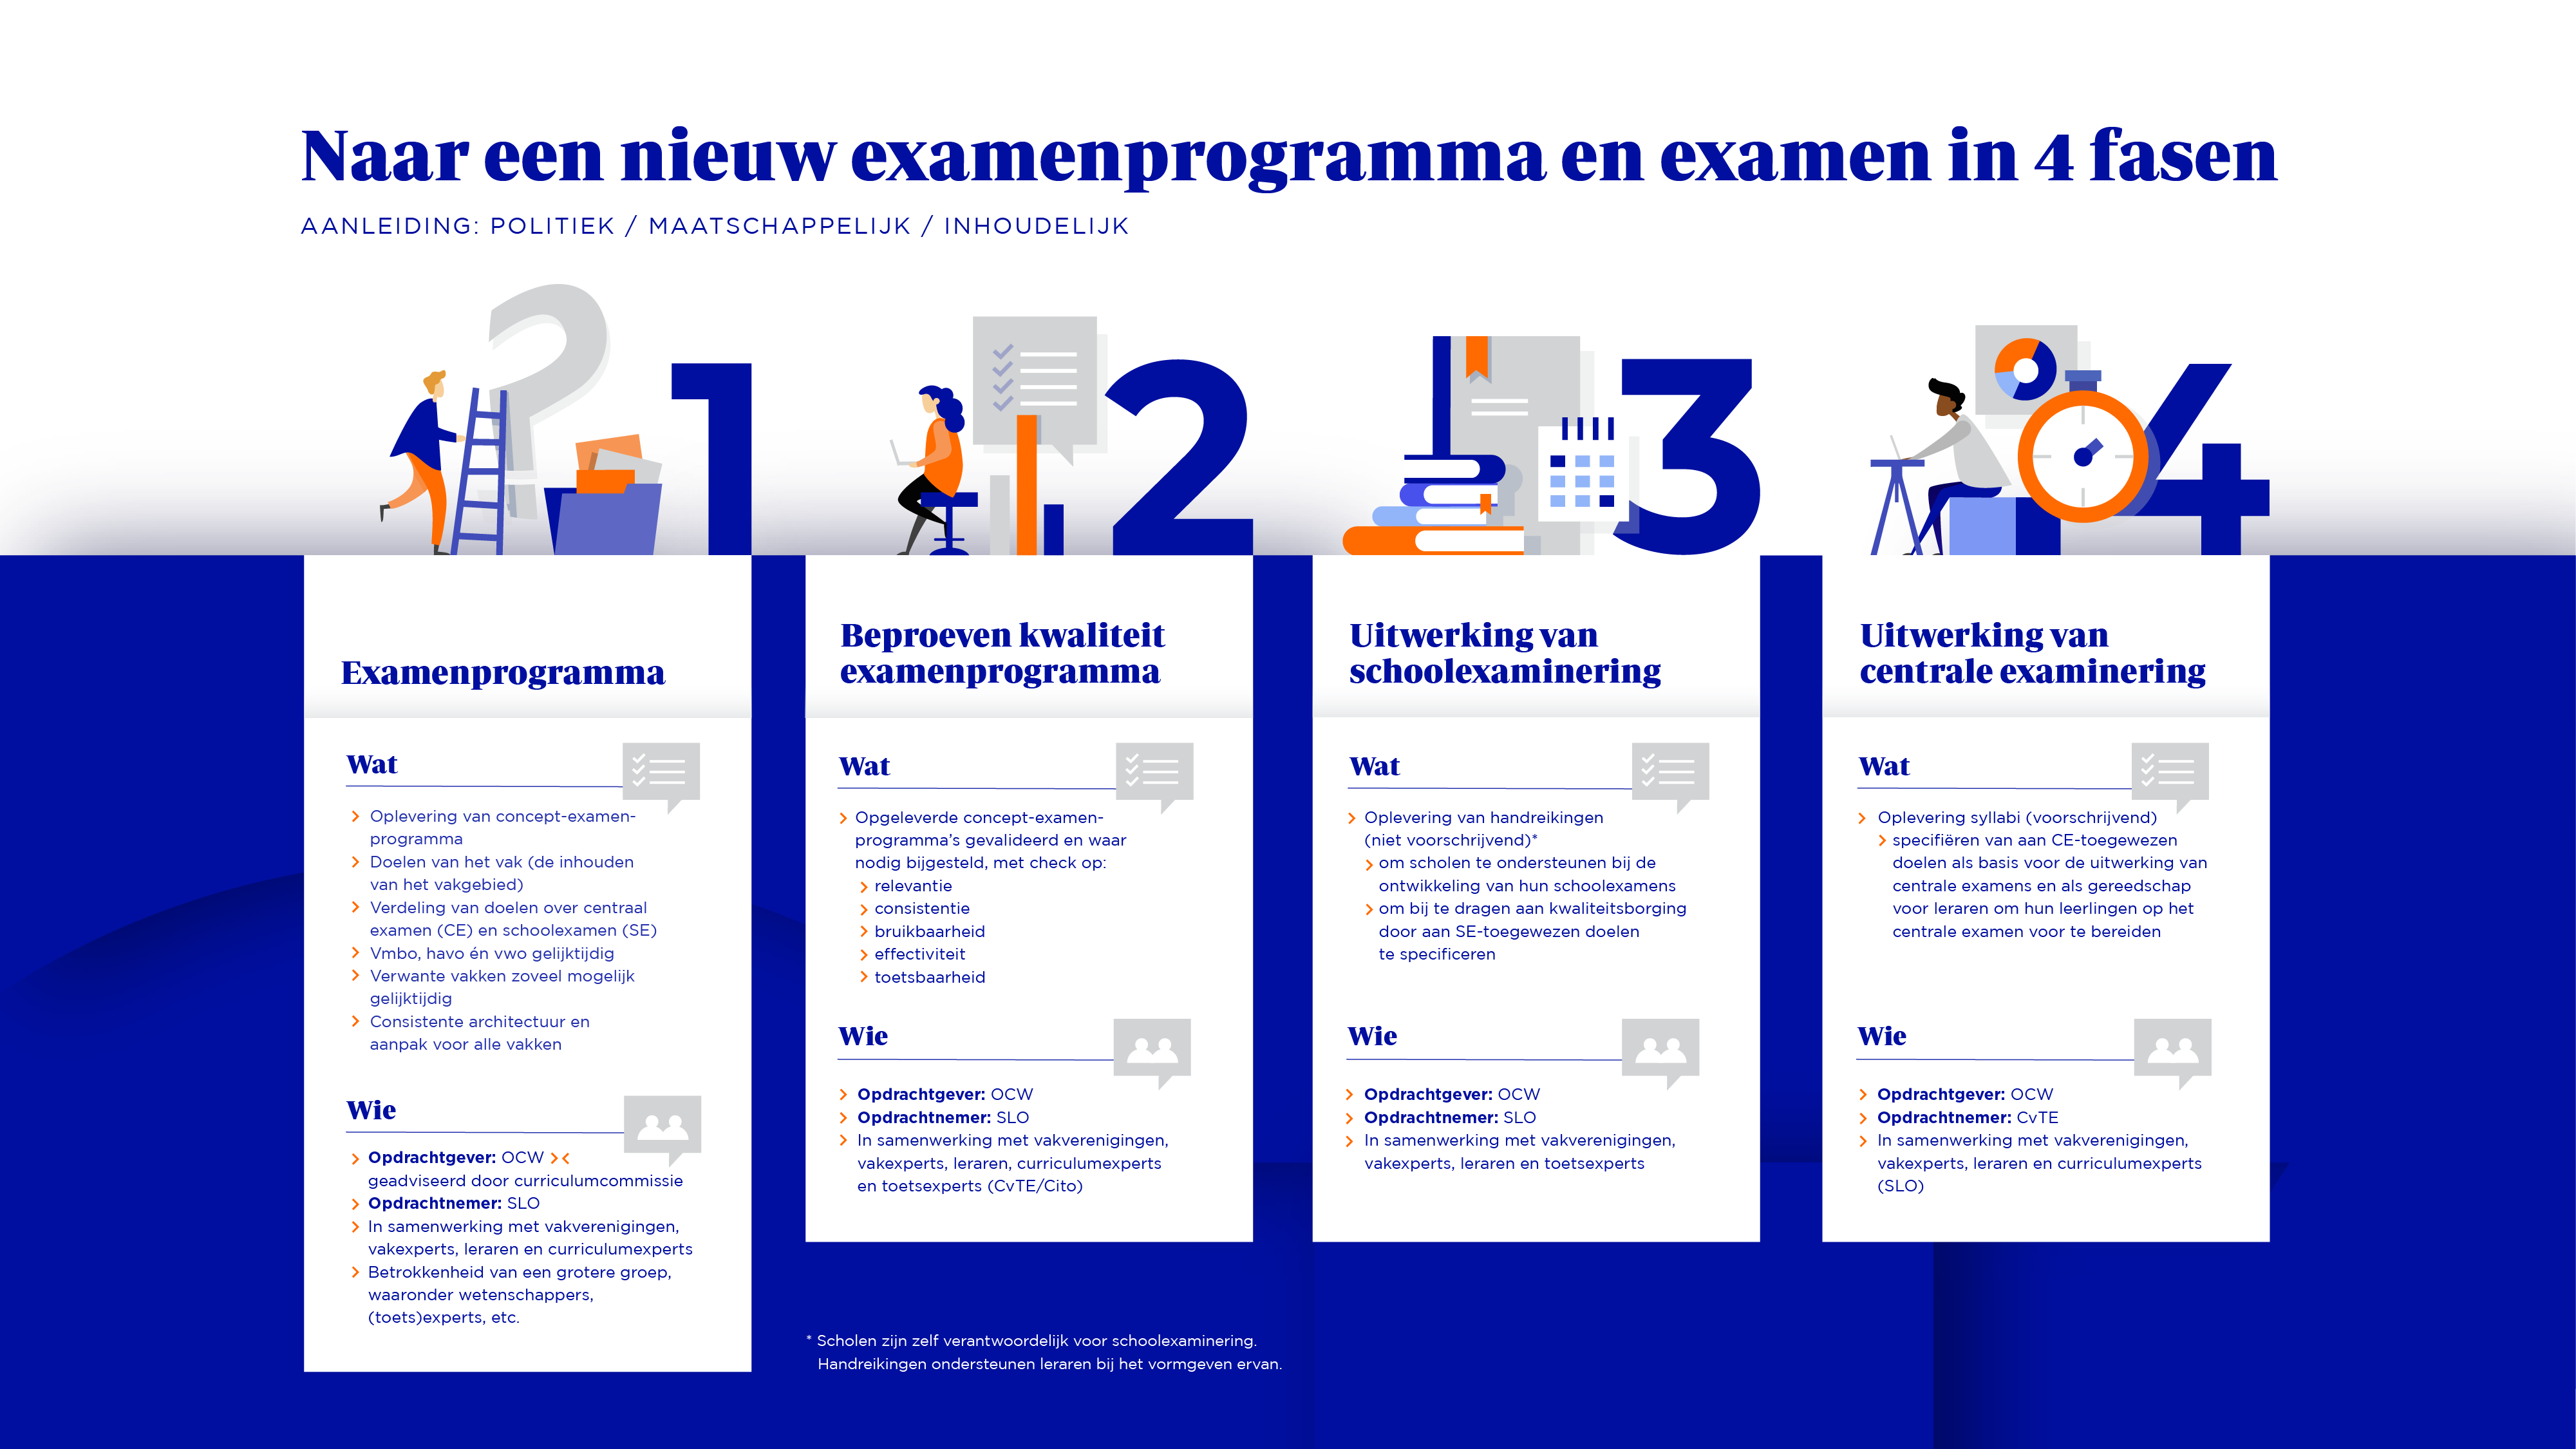 Naar een nieuw examenprogramma en examen in 4 fasen
AANLEIDING: POLITIEK / MAATSCHAPPELIJK / INHOUDELIJK
1
Examenprogramma
Wat
Oplevering van concept-examen-
programma
Doelen van het vak (de inhouden
van het vakgebied)
Verdeling van doelen over centraal
examen (CE) en schoolexamen (SE)
Vmbo, havo én vwo gelijktijdig
Verwante vakken zoveel mogelijk
gelijktijdig
Consistente architectuur en
aanpak voor alle vakken
Wie
Opdrachtgever: OCW
geadviseerd door curriculumcommissie
Opdrachtnemer: SLO
In samenwerking met vakverenigingen,
vakexperts, leraren en curriculumexperts
Betrokkenheid van een grotere groep,
waaronder wetenschappers,
(toets)experts, etc.
2
Beproeven kwaliteit
examenprogramma
Wat
Opgeleverde concept-examen-
programma's gevalideerd en waar
nodig bijgesteld, met check op:
relevantie
consistentie
bruikbaarheid
effectiviteit
toetsbaarheid
Wie
Opdrachtgever: OCW
Opdrachtnemer: SLO
In samenwerking met vakverenigingen,
vakexperts, leraren, curriculumexperts
en toetsexperts (CvTE/Cito)
3
Uitwerking van
schoolexaminering
Wat
Oplevering van handreikingen
(niet voorschrijvend)*
om scholen te ondersteunen bij de
ontwikkeling van hun schoolexamens
om bij te dragen aan kwaliteitsborging
door aan SE-toegewezen doelen
te specificeren
Wie
Opdrachtgever: OCW
Opdrachtnemer: SLO
In samenwerking met vakverenigingen,
vakexperts, leraren en toetsexperts
4
Uitwerking van
centrale examinering
Wat
Oplevering syllabi (voorschrijvend)
specifiëren van aan CE-toegewezen
doelen als basis voor de uitwerking van
centrale examens en als gereedschap
voor leraren om hun leerlingen op het
centrale examen voor te bereiden
Wie
Opdrachtgever: OCW
Opdrachtnemer: CvTE
In samenwerking met vakverenigingen,
vakexperts, leraren en curriculumexperts
(SLO)
* Scholen zijn zelf verantwoordelijk voor schoolexaminering.
Handreikingen ondersteunen leraren bij het vormgeven ervan.